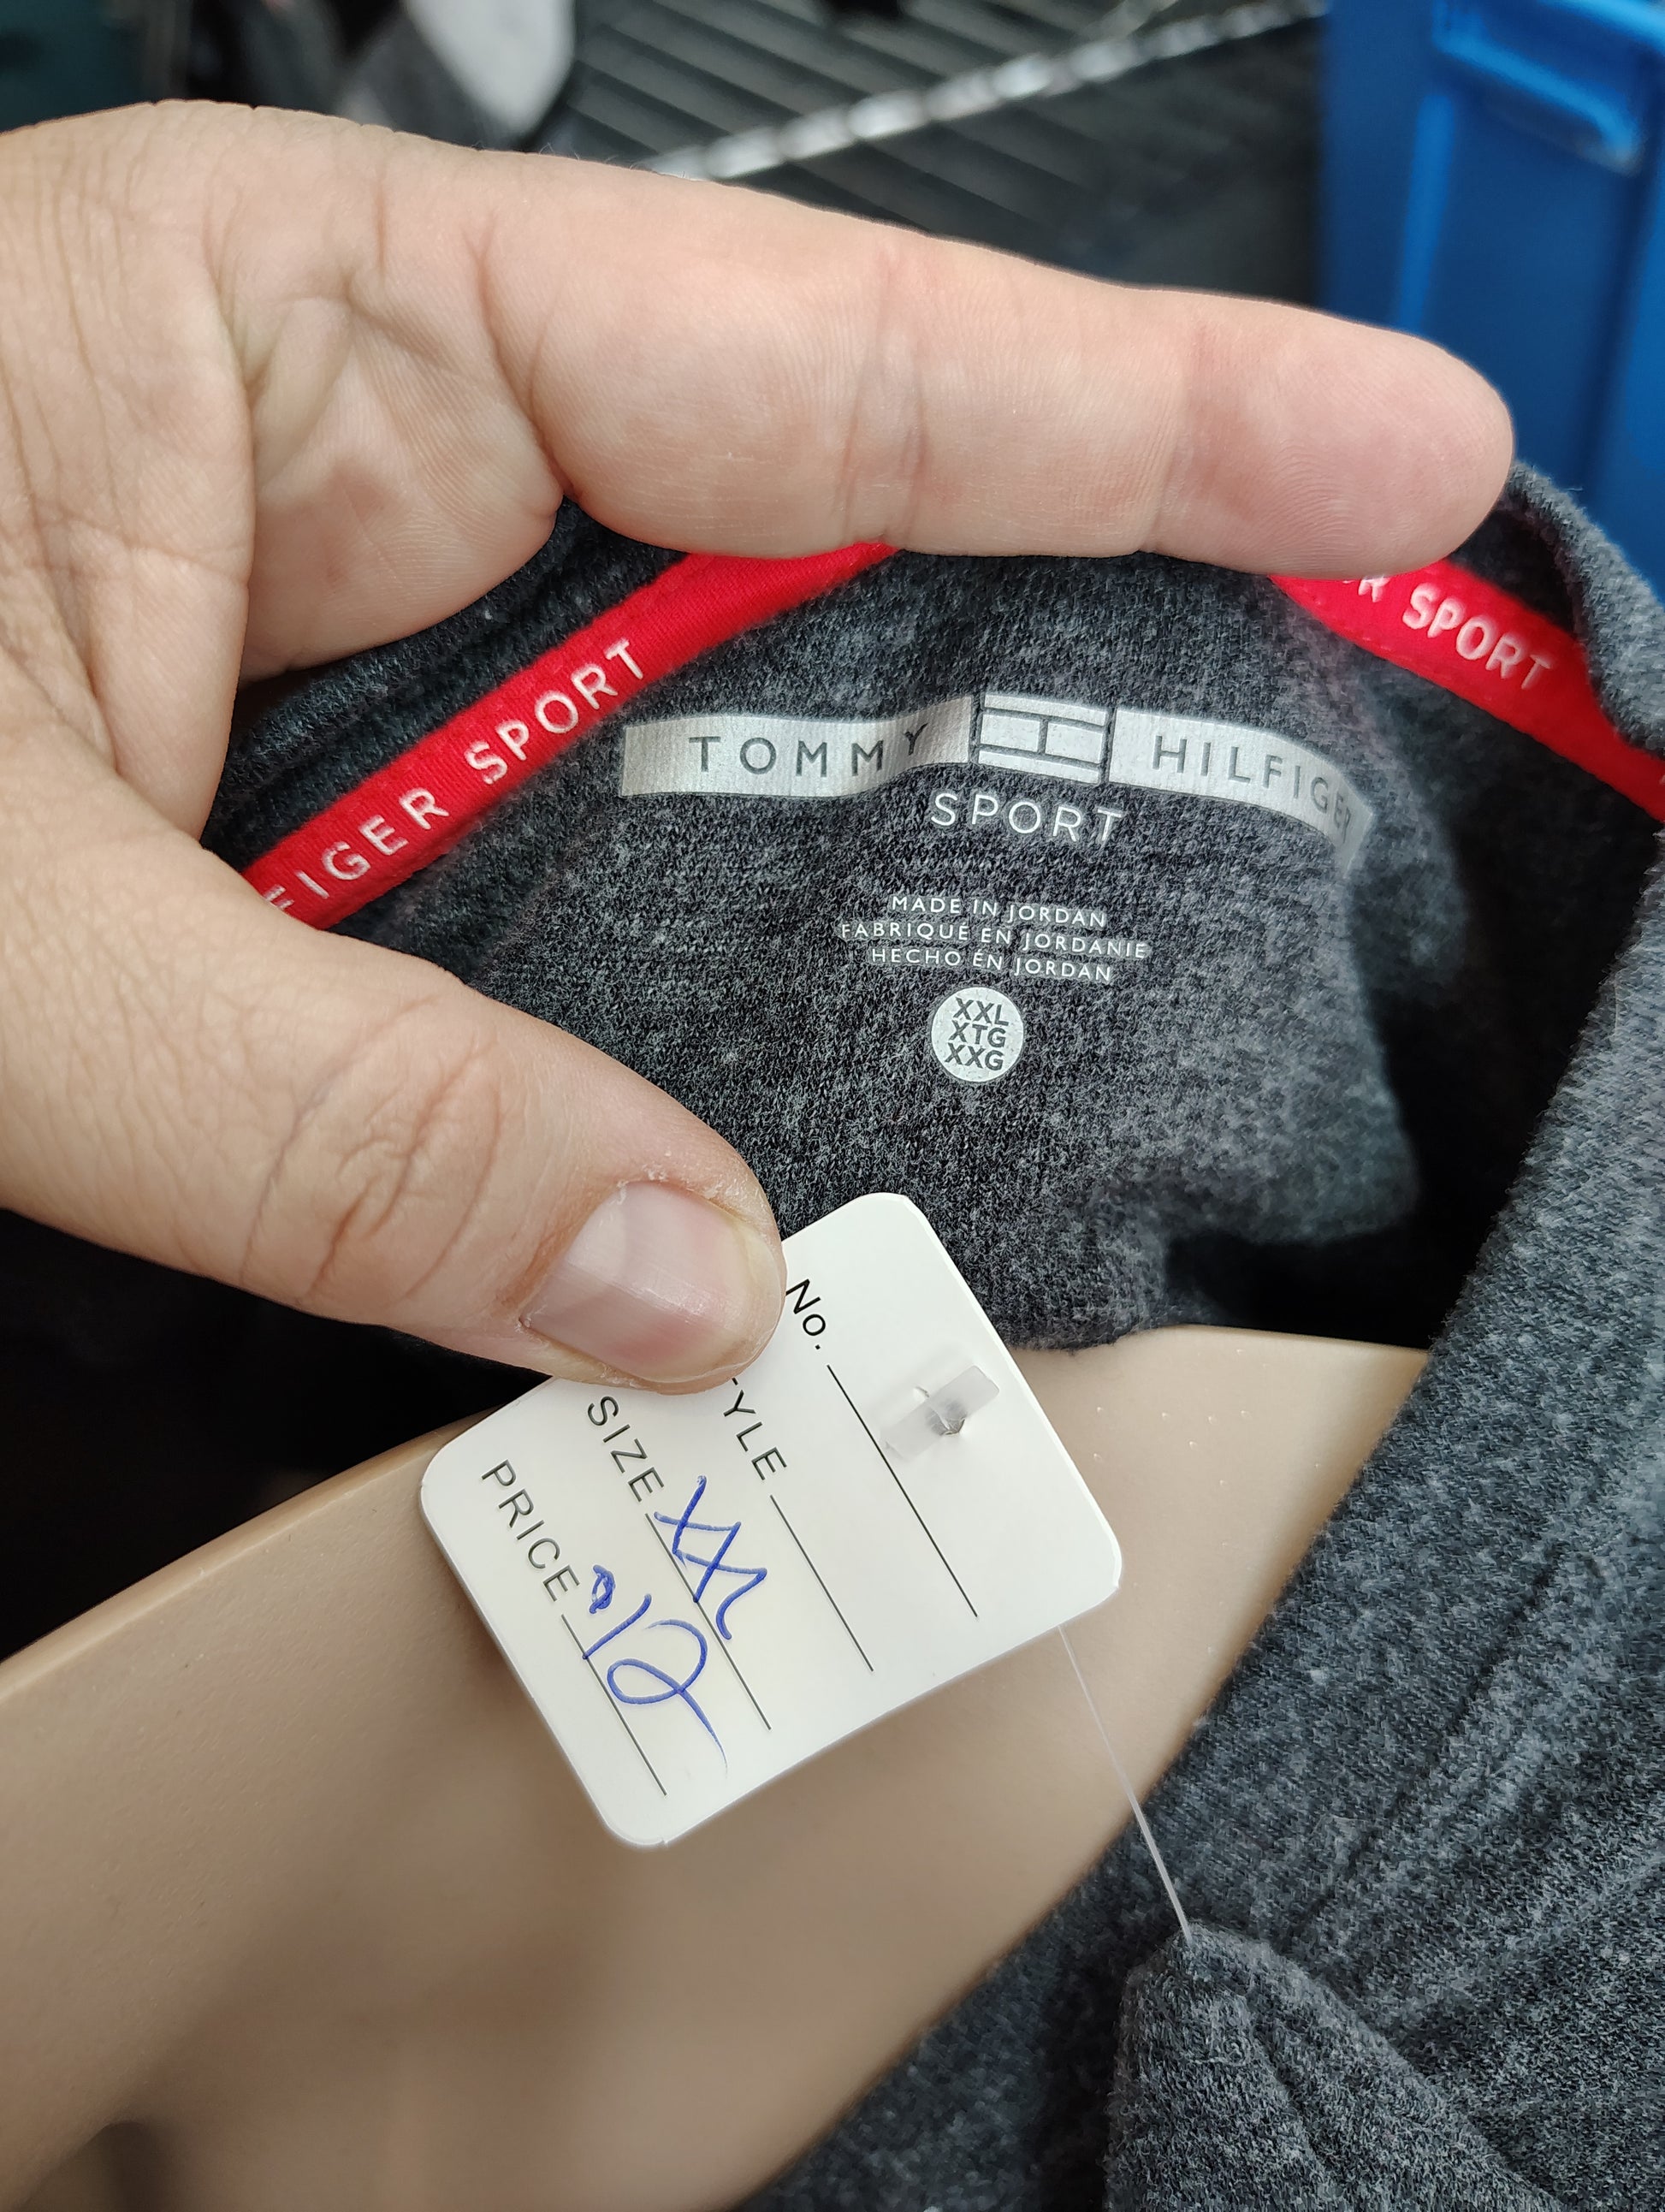 FIGER SPORT
R SPORT
TOMMY HILFIGER
SPORT
MADE IN JORDAN
FABRIQUÉ EN JORDANIE
HECHO EN JORDAN
XXL
XTG
XXG
No.
TYLE
SIZE XXL
PRICE 12